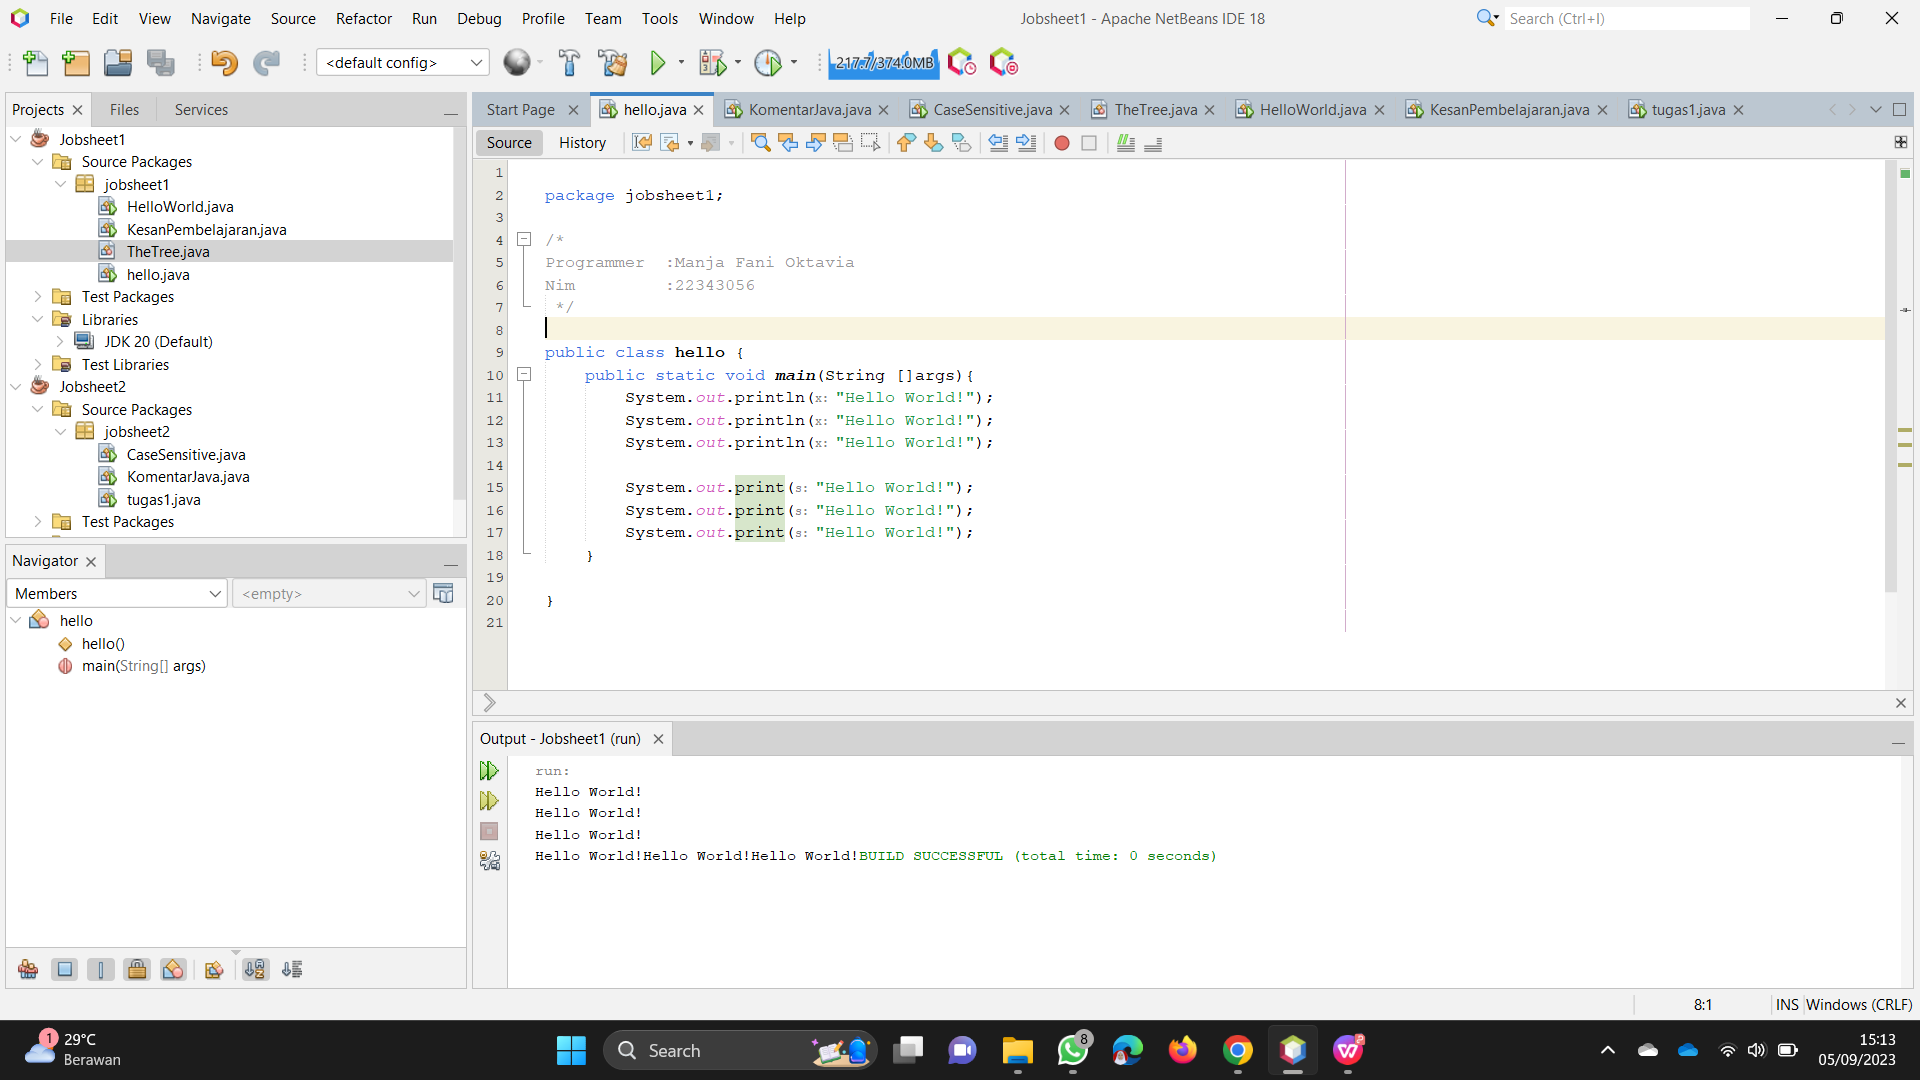 File Edit View Navigate Source Refactor Run Debug Profile Team Tools Window Help
Jobsheet1 - Apache NetBeans IDE 18
Search (Ctrl+I)
<default config>
217.7/374.0MB
Projects
Files
Services
Jobsheet1
Source Packages
jobsheet1
HelloWorld.java
KesanPembelajaran.java
TheTree.java
hello.java
Test Packages
Libraries
JDK 20 (Default)
Test Libraries
Jobsheet2
Source Packages
jobsheet2
CaseSensitive.java
KomentarJava.java
tugas1.java
Test Packages
Navigator
Members
<empty>
hello
hello()
main(String[] args)
Start Page
hello.java
KomentarJava.java
CaseSensitive.java
TheTree.java
HelloWorld.java
KesanPembelajaran.java
tugas1.java
Source
History
1
2 package jobsheet1;
3
4 /*
5 Programmer :Manja Fani Oktavia
6 Nim :22343056
7 */
8
9 public class hello {
10 public static void main(String []args){
11 System.out.println(x: "Hello World!");
12 System.out.println(x: "Hello World!");
13 System.out.println(x: "Hello World!");
14
15 System.out.print(s: "Hello World!");
16 System.out.print(s: "Hello World!");
17 System.out.print(s: "Hello World!");
18 }
19
20 }
21
Output - Jobsheet1 (run)
run:
Hello World!
Hello World!
Hello World!
Hello World!Hello World!Hello World!BUILD SUCCESSFUL (total time: 0 seconds)
8:1
INS
Windows (CRLF)
1
29°C
Berawan
Search
8
15:13
05/09/2023